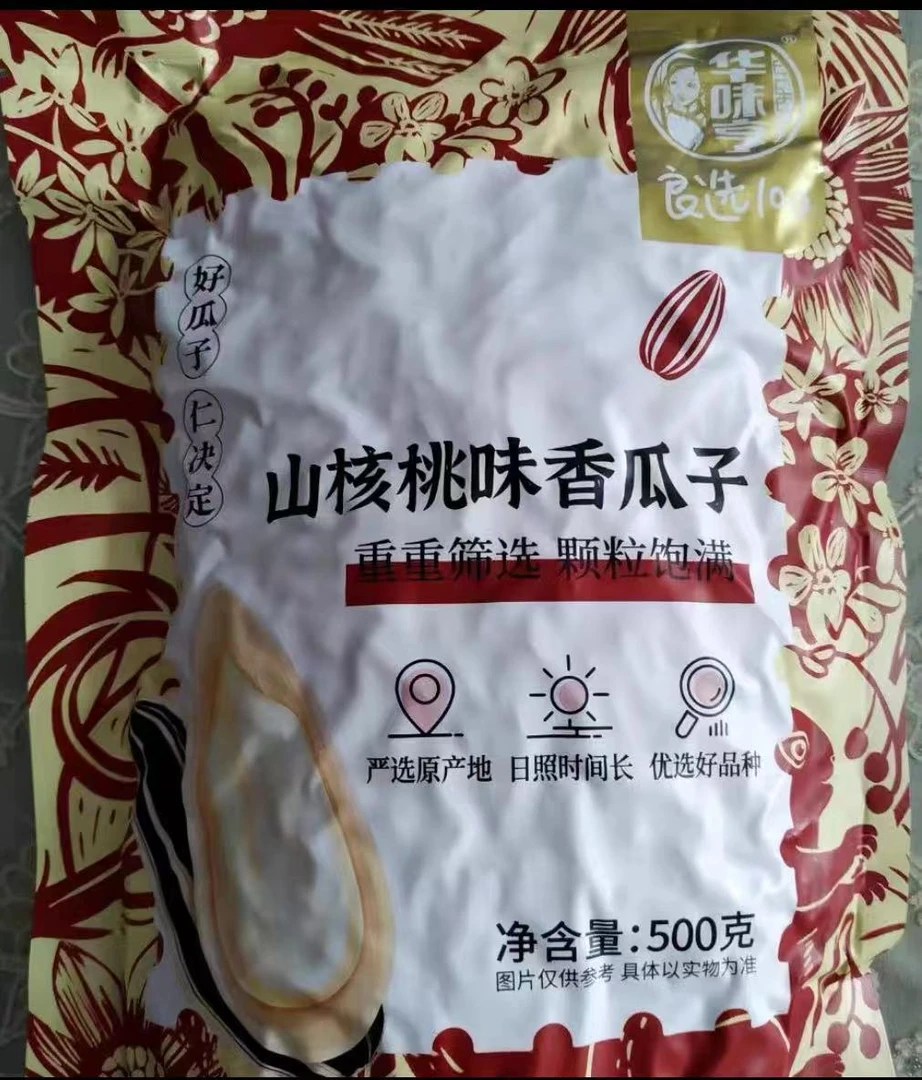 华味亨
良选10
好瓜子 仁决定
山核桃味香瓜子
重重筛选 颗粒饱满
严选原产地 日照时间长 优选好品种
净含量:500克
图片仅供参考 具体以实物为准